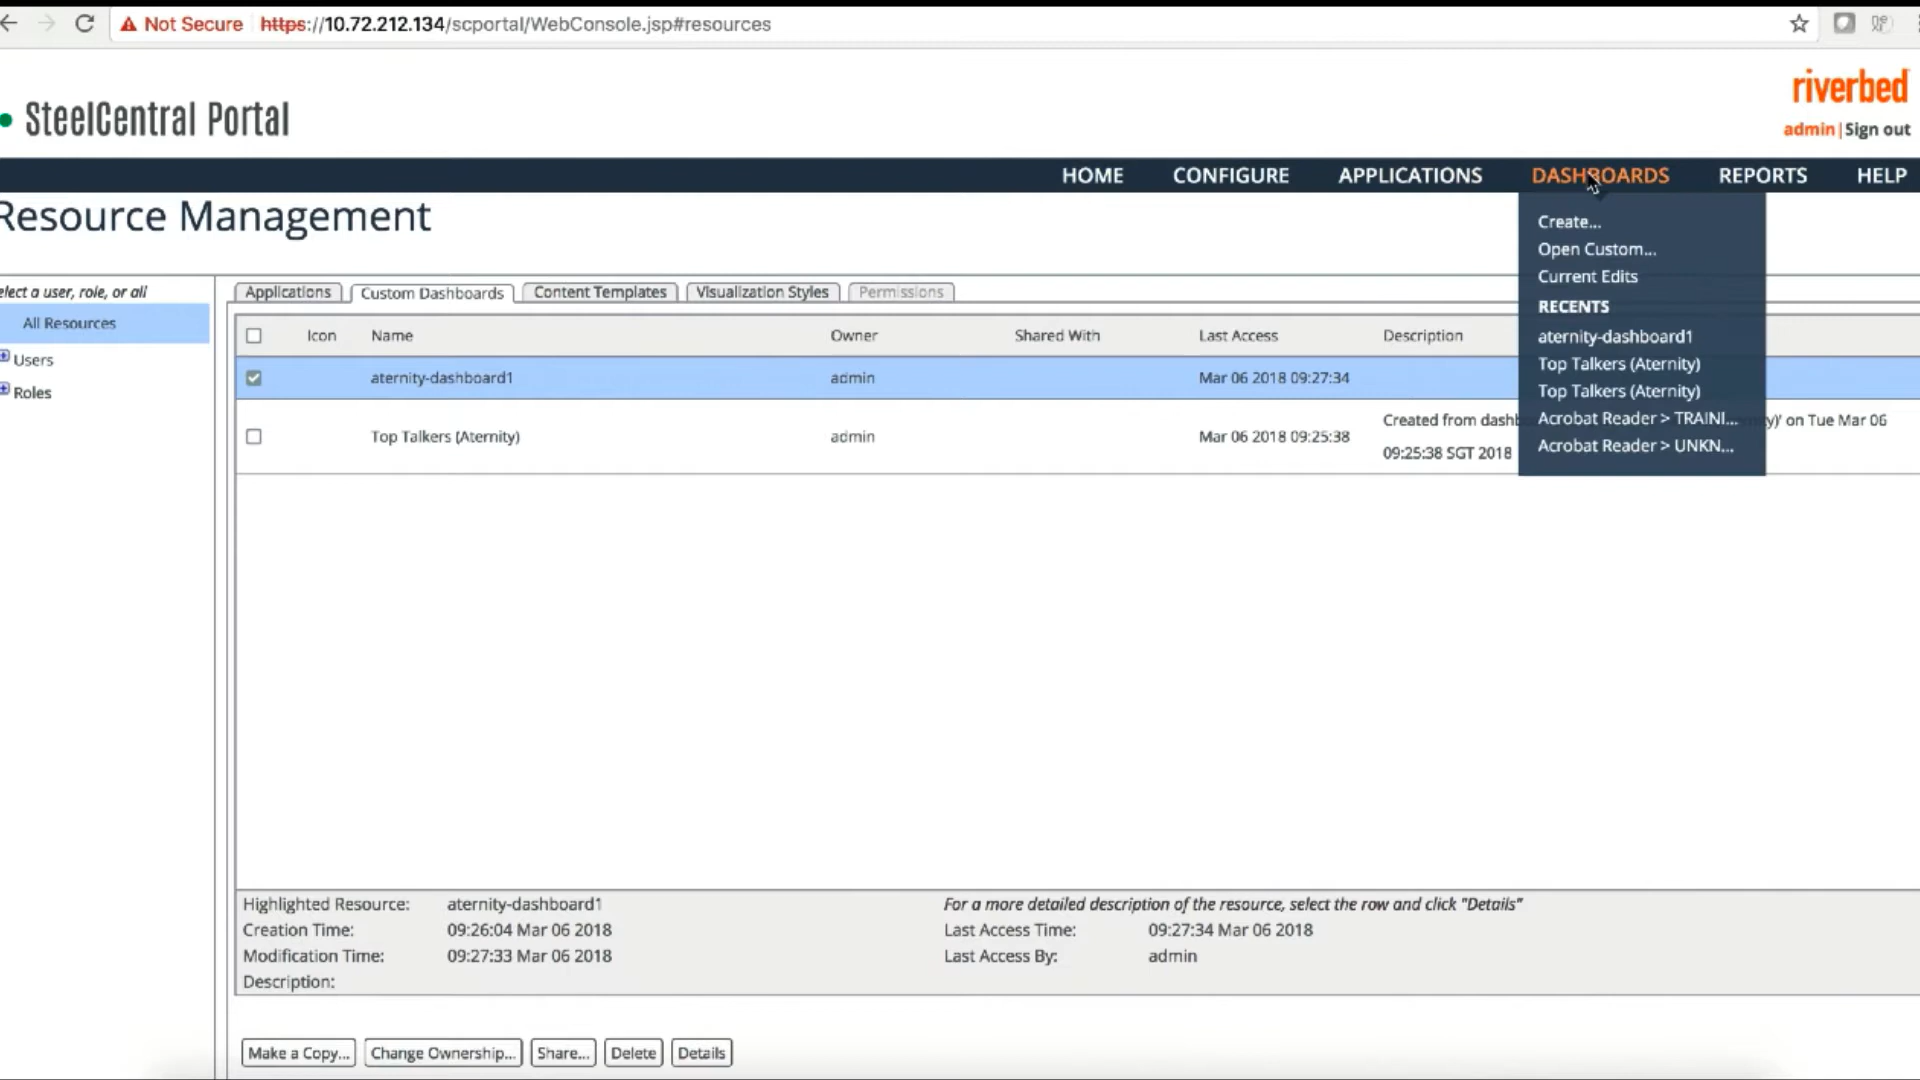 Not Secure https://10.72.212.134/scportal/WebConsole.jsp#resources
riverbed
SteelCentral Portal
admin|Sign out
HOME CONFIGURE APPLICATIONS DASHBOARDS REPORTS HELP
Resource Management
Create...
Open Custom...
Current Edits
RECENTS
aternity-dashboard1
Top Talkers (Aternity)
Top Talkers (Aternity)
Acrobat Reader > TRAINI...
Acrobat Reader > UNKN...
elect a user, role, or all
All Resources
Users
Roles
Applications Custom Dashboards Content Templates Visualization Styles Permissions
Icon Name Owner Shared With Last Access Description
aternity-dashboard1 admin Mar 06 2018 09:27:34
Top Talkers (Aternity) admin Mar 06 2018 09:25:38
Created from dashb y)' on Tue Mar 06
09:25:38 SGT 2018
Highlighted Resource: aternity-dashboard1 For a more detailed description of the resource, select the row and click "Details"
Creation Time: 09:26:04 Mar 06 2018 Last Access Time: 09:27:34 Mar 06 2018
Modification Time: 09:27:33 Mar 06 2018 Last Access By: admin
Description:
Make a Copy... Change Ownership... Share... Delete Details